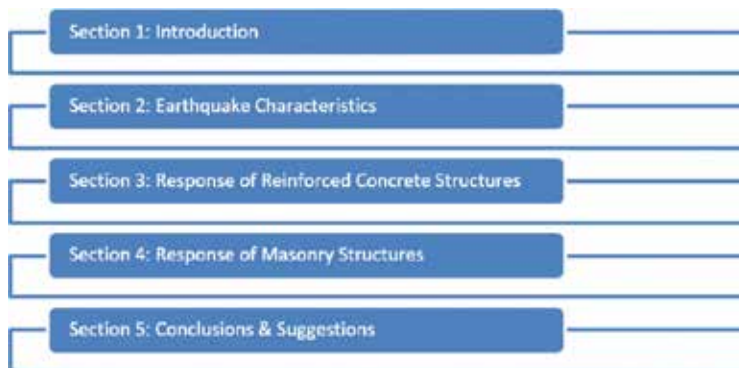 Section 1: Introduction
Section 2: Earthquake Characteristics
Section 3: Response of Reinforced Concrete Structures
Section 4: Response of Masonry Structures
Section 5: Conclusions & Suggestions